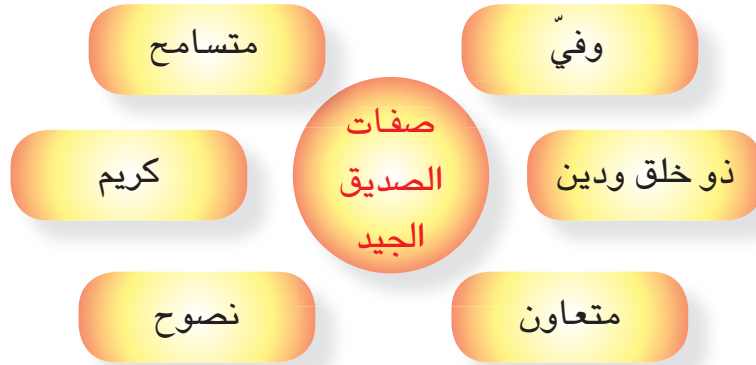 صفات
الصديق
الجيد
وفيّ
متسامح
ذو خلق ودين
كريم
متعاون
نصوح